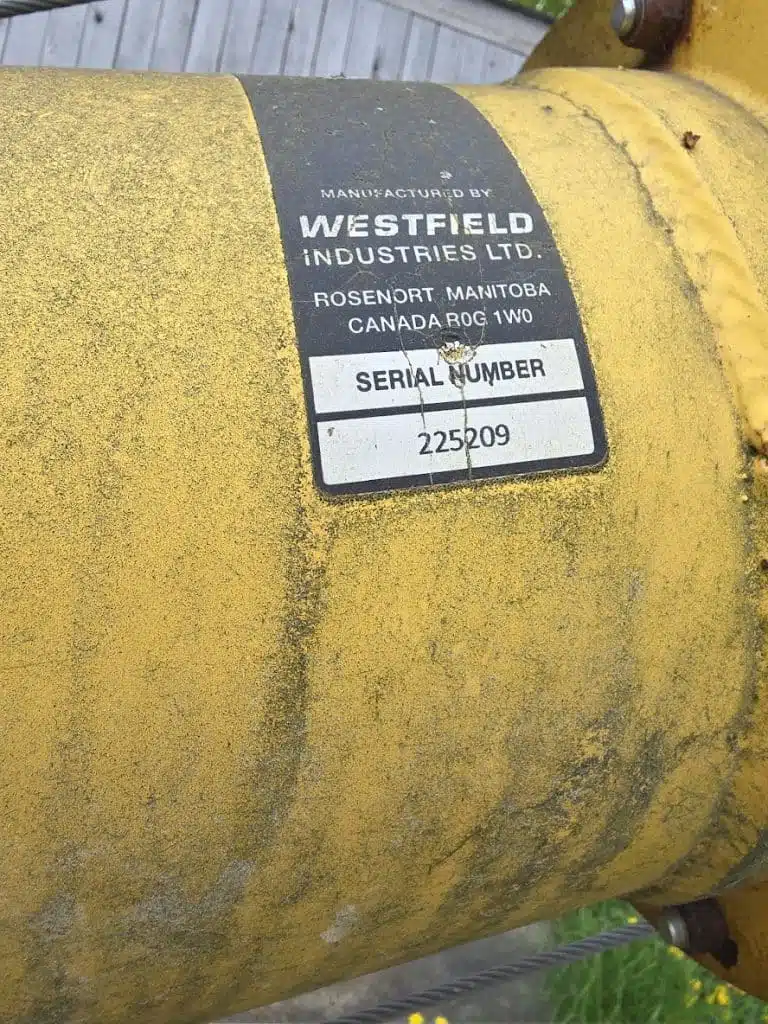 MANUFACTURED BY
WESTFIELD
INDUSTRIES LTD.
ROSENORT MANITOBA
CANADA R0G 1W0
SERIAL NUMBER
225209